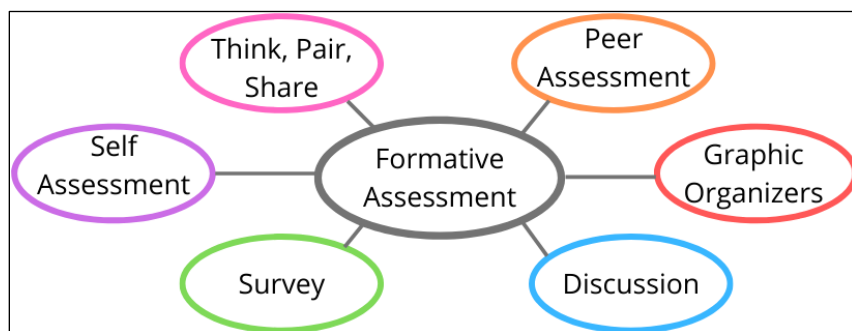 Think, Pair,
Share
Peer
Assessment
Self
Assessment
Formative
Assessment
Graphic
Organizers
Survey
Discussion